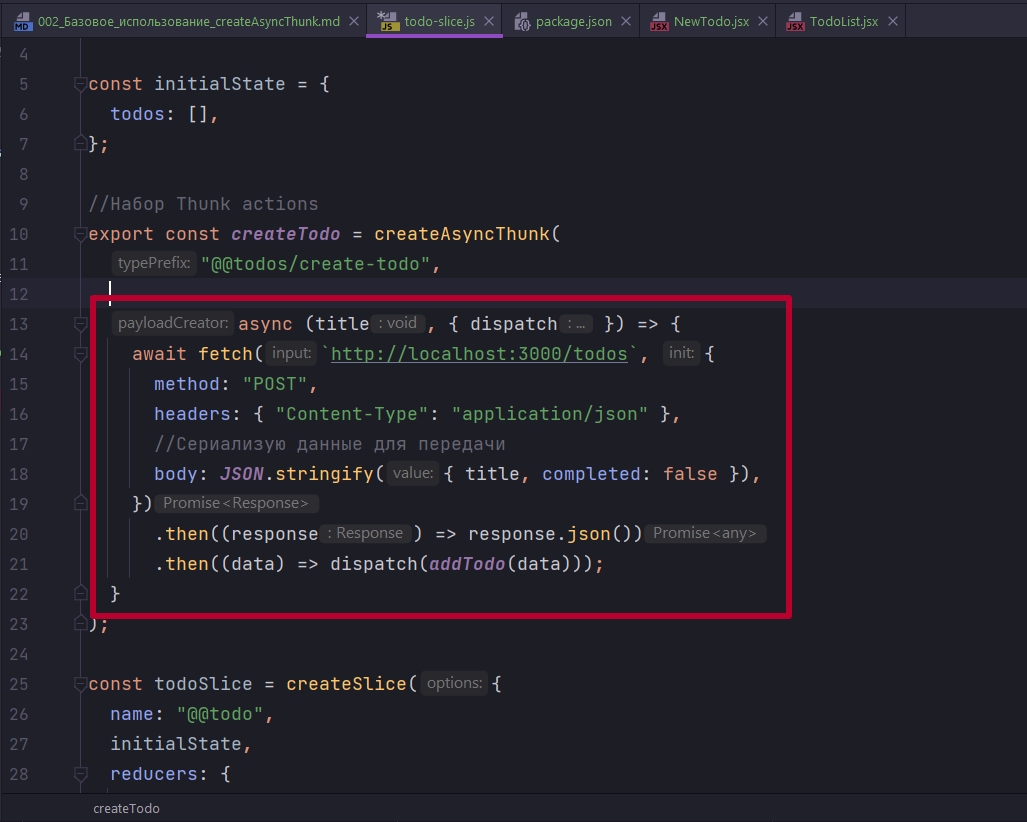 002_Базовое_использование_createAsyncThunk.md todo-slice.js package.json NewTodo.jsx TodoList.jsx
4
5 const initialState = {
6 todos: [],
7 };
8
9 //Набор Thunk actions
10 export const createTodo = createAsyncThunk(
11 typePrefix: "@@todos/create-todo",
12
13 payloadCreator: async (title : void , { dispatch : ... }) => {
14 await fetch( input: `http://localhost:3000/todos`, init: {
15 method: "POST",
16 headers: { "Content-Type": "application/json" },
17 //Сериализую данные для передачи
18 body: JSON.stringify( value: { title, completed: false }),
19 }) Promise<Response>
20 .then((response : Response ) => response.json()) Promise<any>
21 .then((data) => dispatch(addTodo(data)));
22 }
23 );
24
25 const todoSlice = createSlice( options: {
26 name: "@@todo",
27 initialState,
28 reducers: {
createTodo